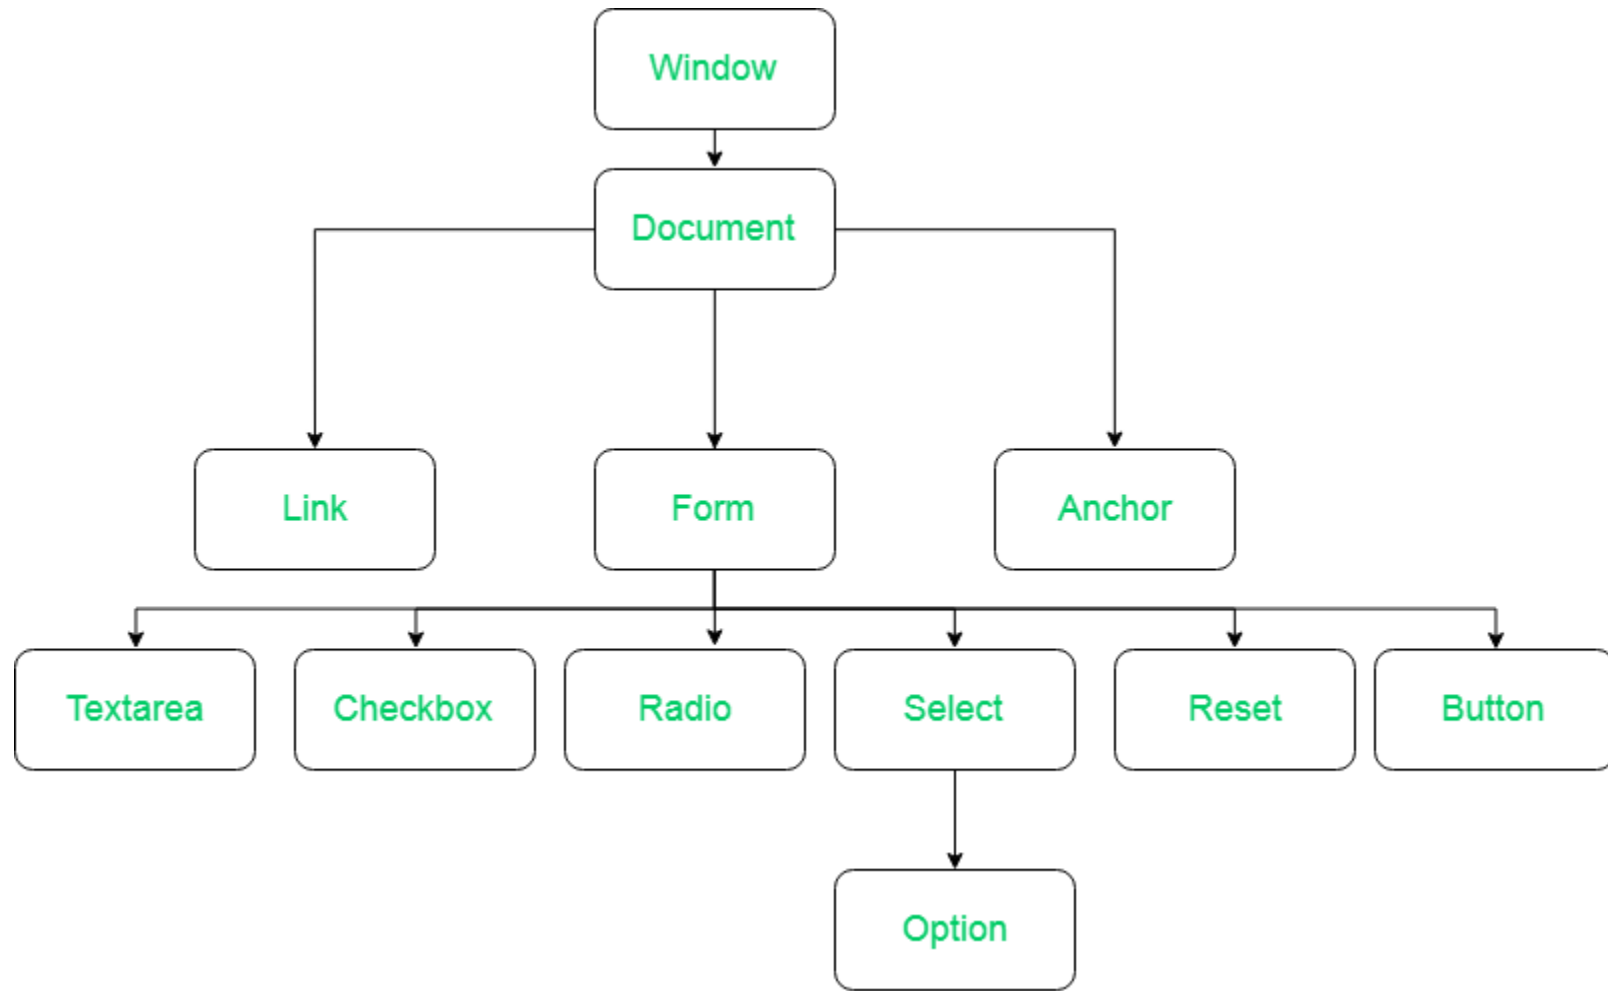 Window
Document
Link
Form
Anchor
Textarea
Checkbox
Radio
Select
Reset
Button
Option